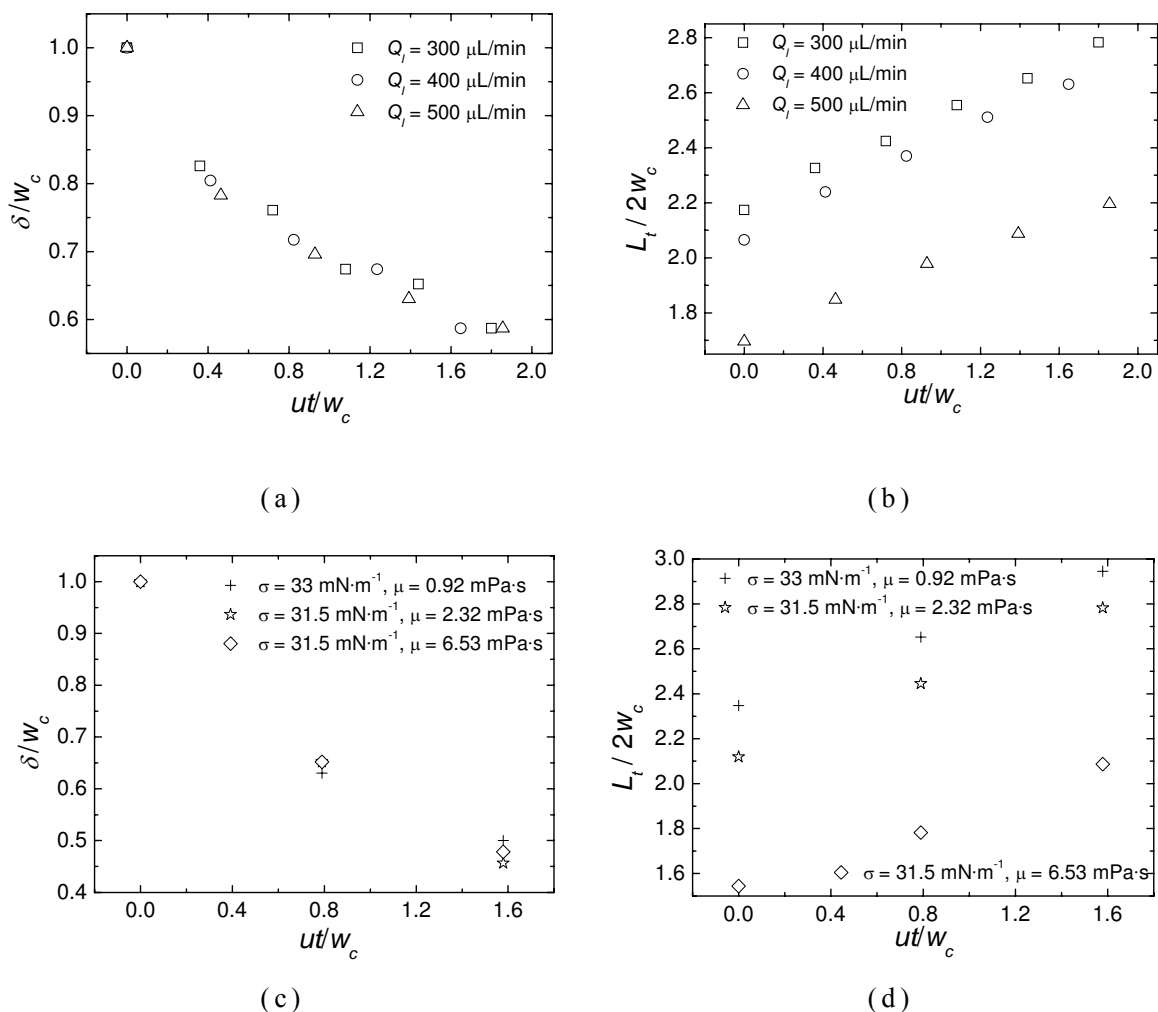 Q_l = 300 μL/min
Q_l = 400 μL/min
Q_l = 500 μL/min
1.0
0.9
0.8
0.7
0.6
δ/w_c
0.0 0.4 0.8 1.2 1.6 2.0
ut/w_c
(a)
Q_l = 300 μL/min
Q_l = 400 μL/min
Q_l = 500 μL/min
2.8
2.6
2.4
2.2
2.0
1.8
L_t / 2w_c
0.0 0.4 0.8 1.2 1.6 2.0
ut/w_c
(b)
σ = 33 mN·m⁻¹, μ = 0.92 mPa·s
σ = 31.5 mN·m⁻¹, μ = 2.32 mPa·s
σ = 31.5 mN·m⁻¹, μ = 6.53 mPa·s
1.0
0.9
0.8
0.7
0.6
0.5
0.4
δ/w_c
0.0 0.4 0.8 1.2 1.6
ut/w_c
(c)
σ = 33 mN·m⁻¹, μ = 0.92 mPa·s
σ = 31.5 mN·m⁻¹, μ = 2.32 mPa·s
3.0
2.8
2.6
2.4
2.2
2.0
1.8
1.6
L_t / 2w_c
σ = 31.5 mN·m⁻¹, μ = 6.53 mPa·s
0.0 0.4 0.8 1.2 1.6
ut/w_c
(d)